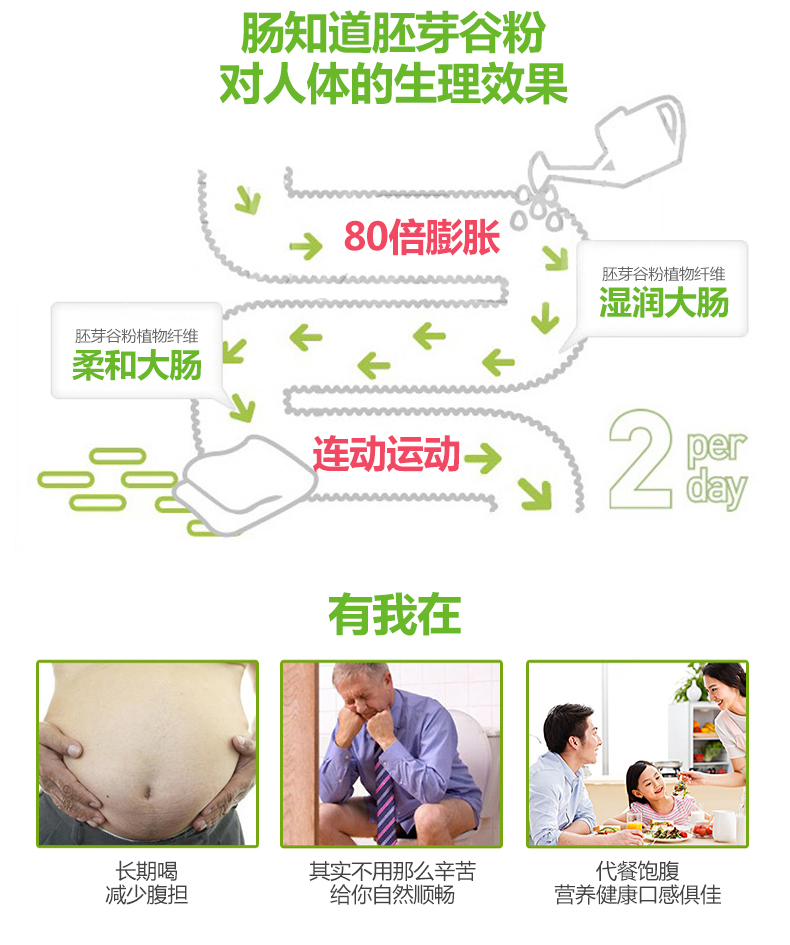 肠知道胚芽谷粉
对人体的生理效果
80倍膨胀
胚芽谷粉植物纤维
湿润大肠
胚芽谷粉植物纤维
柔和大肠
连动运动
2 per
day
有我在
长期喝
减少腹担
其实不用那么辛苦
给你自然顺畅
代餐饱腹
营养健康口感俱佳